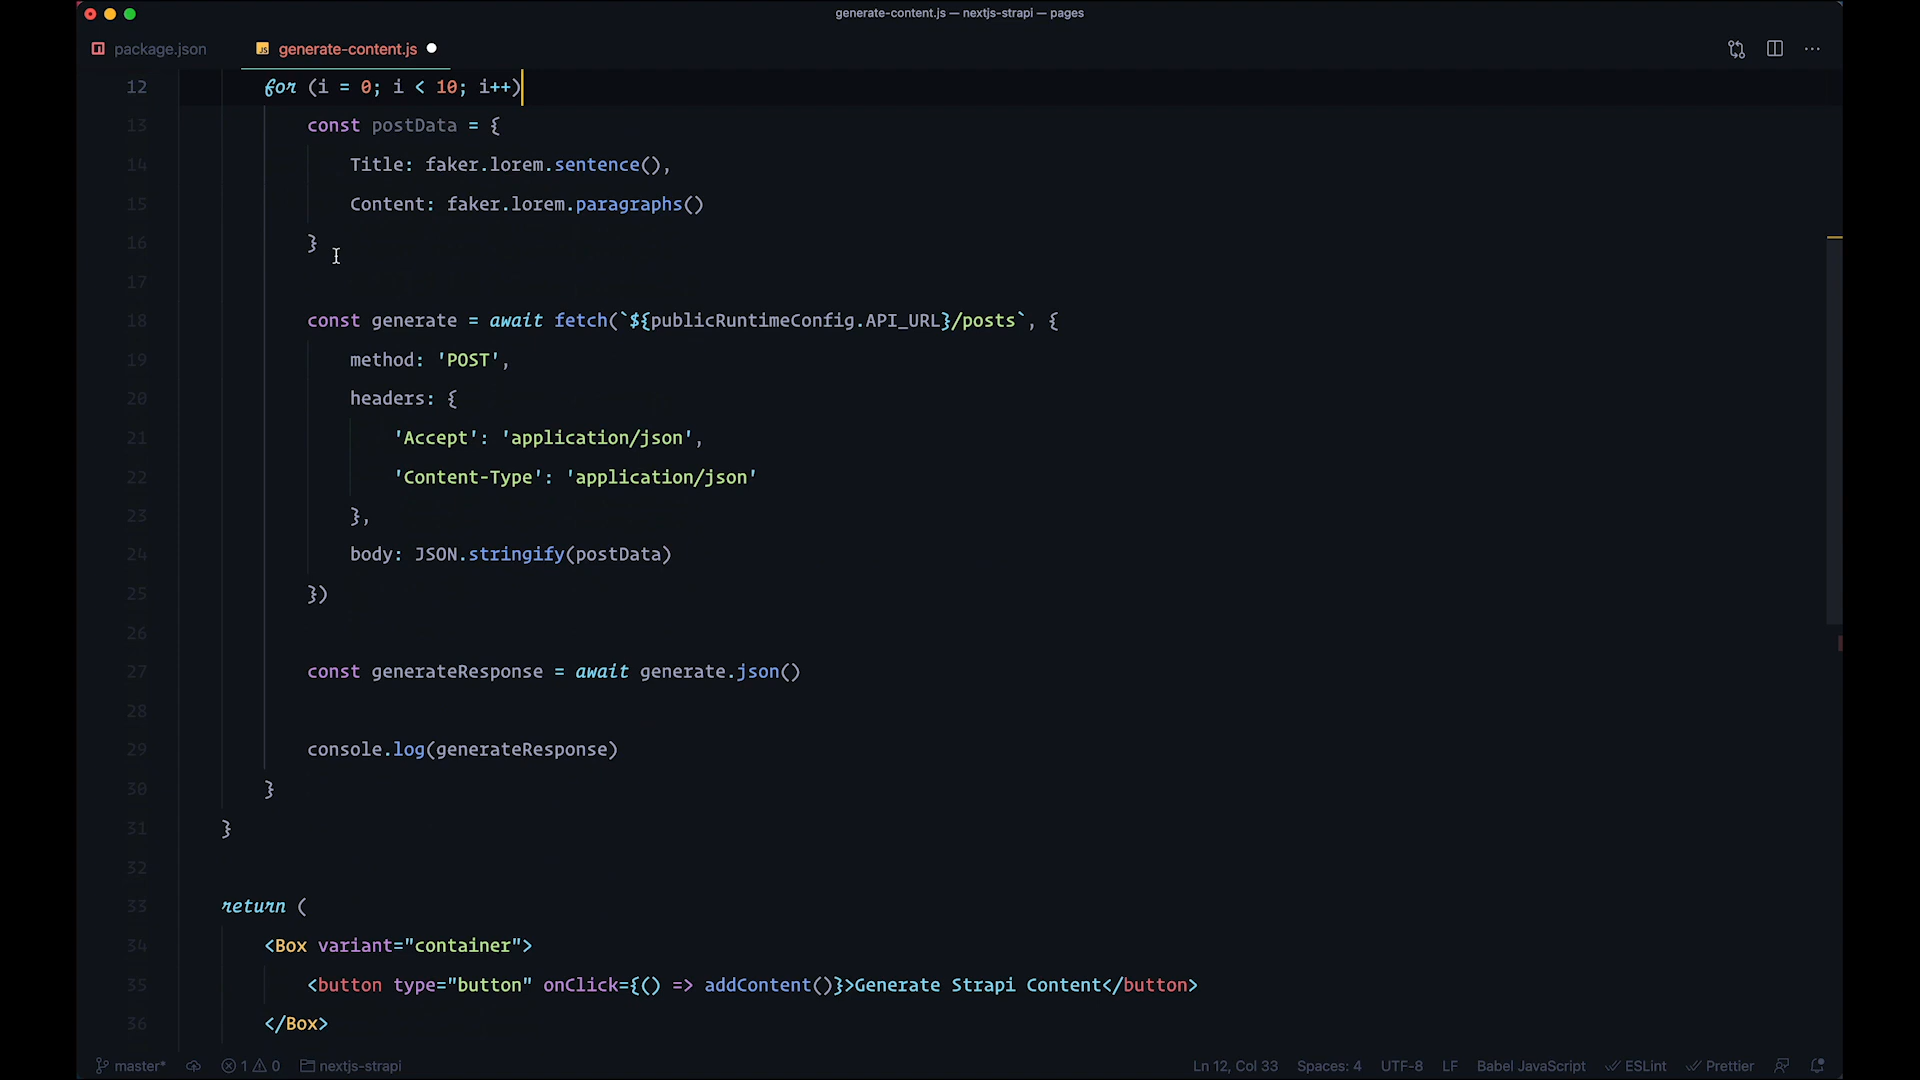 generate-content.js — nextjs-strapi — pages
package.json
generate-content.js
12 for (i = 0; i < 10; i++)
13 const postData = {
14 Title: faker.lorem.sentence(),
15 Content: faker.lorem.paragraphs()
16 }
17
18 const generate = await fetch(`${publicRuntimeConfig.API_URL}/posts`, {
19 method: 'POST',
20 headers: {
21 'Accept': 'application/json',
22 'Content-Type': 'application/json'
23 },
24 body: JSON.stringify(postData)
25 })
26
27 const generateResponse = await generate.json()
28
29 console.log(generateResponse)
30 }
31 }
32
33 return (
34 <Box variant="container">
35 <button type="button" onClick={() => addContent()}>Generate Strapi Content</button>
36 </Box>
master* 1 0 nextjs-strapi Ln 12, Col 33 Spaces: 4 UTF-8 LF Babel JavaScript ESLint Prettier